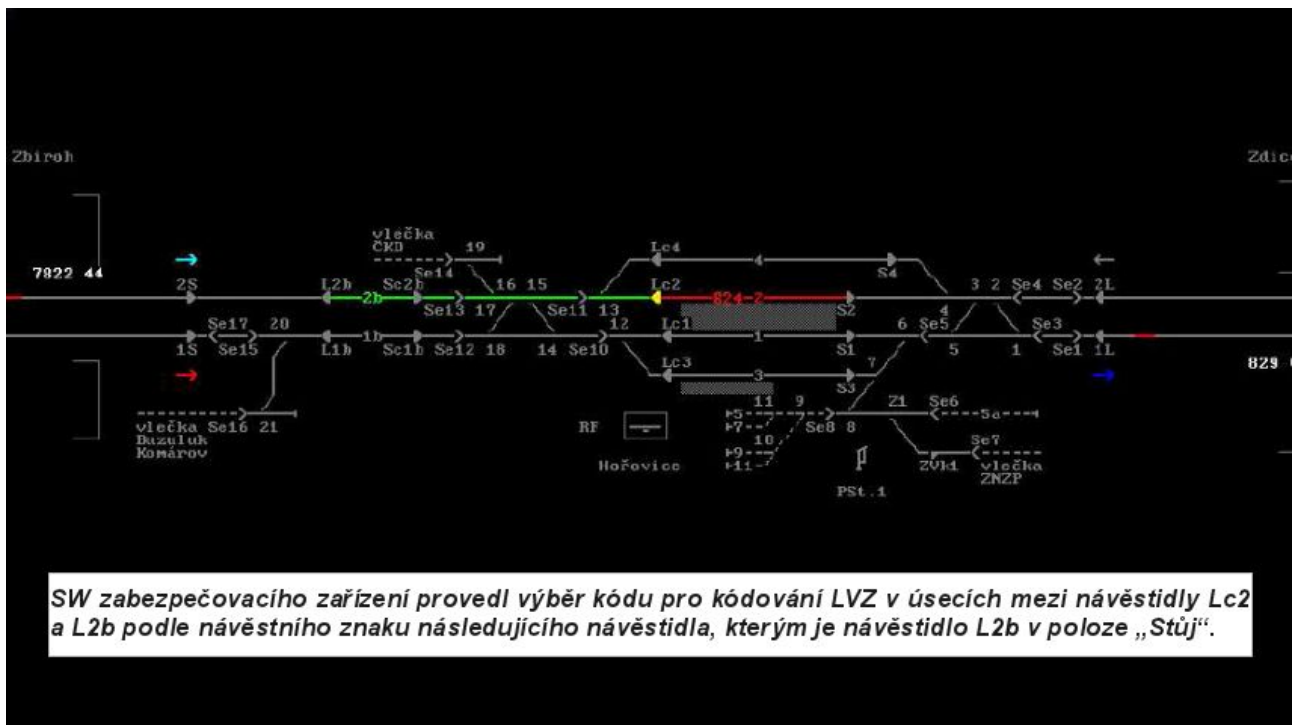 Zbiroh
Zdice
vlečka
ČKD
19
Lc4
4
S4
7822 44
Se14
2S
L2b
Sc2b
16 15
Lc2
3 2
Se4
Se2
2L
2b
824-2
Se13
17
Se11
13
S2
4
Se17
20
12
Lc1
6
Se5
Se3
1b
1
1S
Se15
L1b
Sc1b
Se12
18
14
Se10
S1
5
1
Se1
1L
Lc3
7
829
3
S3
11
9
Z1
Se6
5
5a
vlečka
Se16
21
RF
7
Se8
8
Buzuluk
10
Se7
Komárov
9
Hořovice
11
ZVk1
vlečka
ZNZP
PSt.1
SW zabezpečovacího zařízení provedl výběr kódu pro kódování LVZ v úsecích mezi návěstidly Lc2
a L2b podle návěstního znaku následujícího návěstidla, kterým je návěstidlo L2b v poloze „Stůj“.